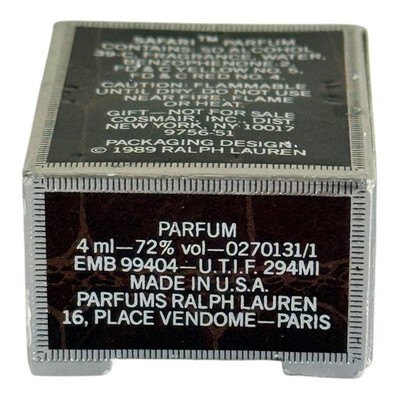 SAFARI™ PARFUM
CONTAINS: SD ALCOHOL
39-C, FRAGRANCE, WATER,
BENZOPHENONE-2,
FD & C YELLOW NO. 5,
FD & C RED NO. 4.
CAUTION: FLAMMABLE
UNTIL DRY, DO NOT USE
NEAR FIRE, FLAME
OR HEAT.
GIFT—NOT FOR SALE
COSMAIR, INC., DIST.
NEW YORK, NY 10017
9756-51
PACKAGING DESIGN,
© 1989 RALPH LAUREN
PARFUM
4 ml—72% vol—0270131/1
EMB 99404—U.T.I.F. 294MI
MADE IN U.S.A.
PARFUMS RALPH LAUREN
16, PLACE VENDOME—PARIS